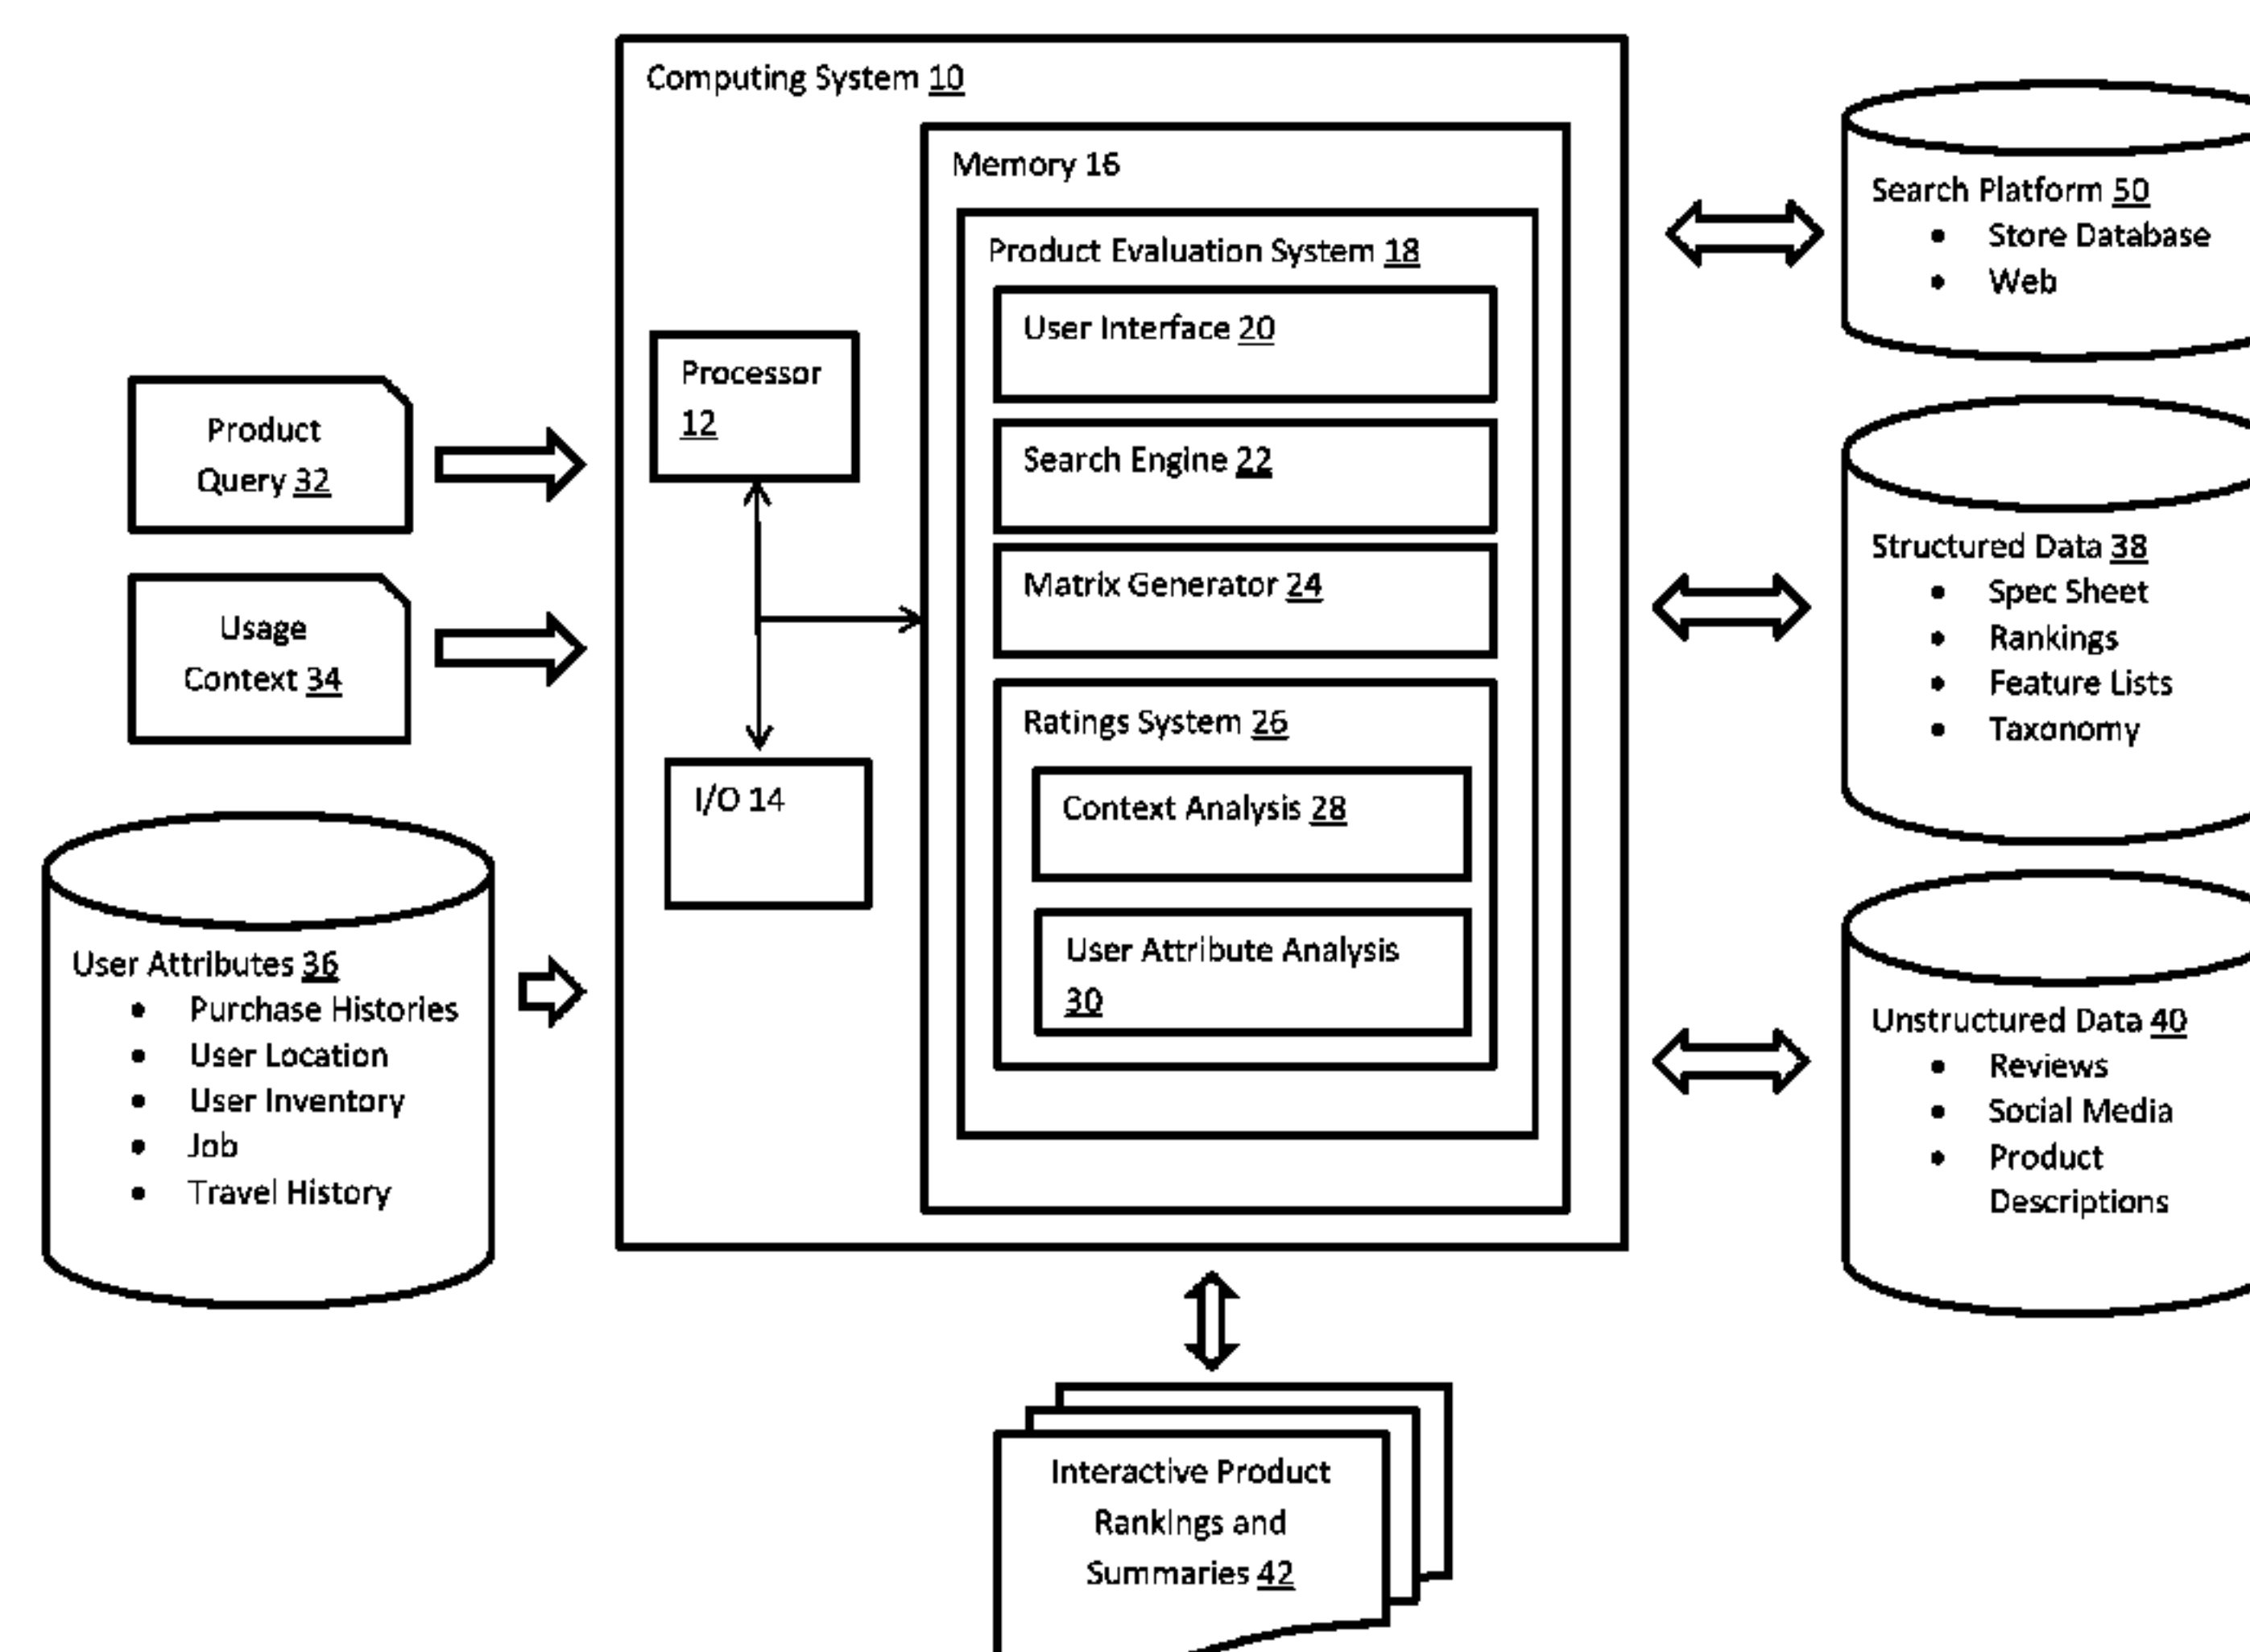 Computing System 10
Memory 16
Product Evaluation System 18
User Interface 20
Search Engine 22
Matrix Generator 24
Ratings System 26
Context Analysis 28
User Attribute Analysis
30
Processor
12
I/O 14
Product
Query 32
Usage
Context 34
User Attributes 36
• Purchase Histories
• User Location
• User Inventory
• Job
• Travel History
Search Platform 50
• Store Database
• Web
Structured Data 38
• Spec Sheet
• Rankings
• Feature Lists
• Taxonomy
Unstructured Data 40
• Reviews
• Social Media
• Product
Descriptions
Interactive Product
Rankings and
Summaries 42